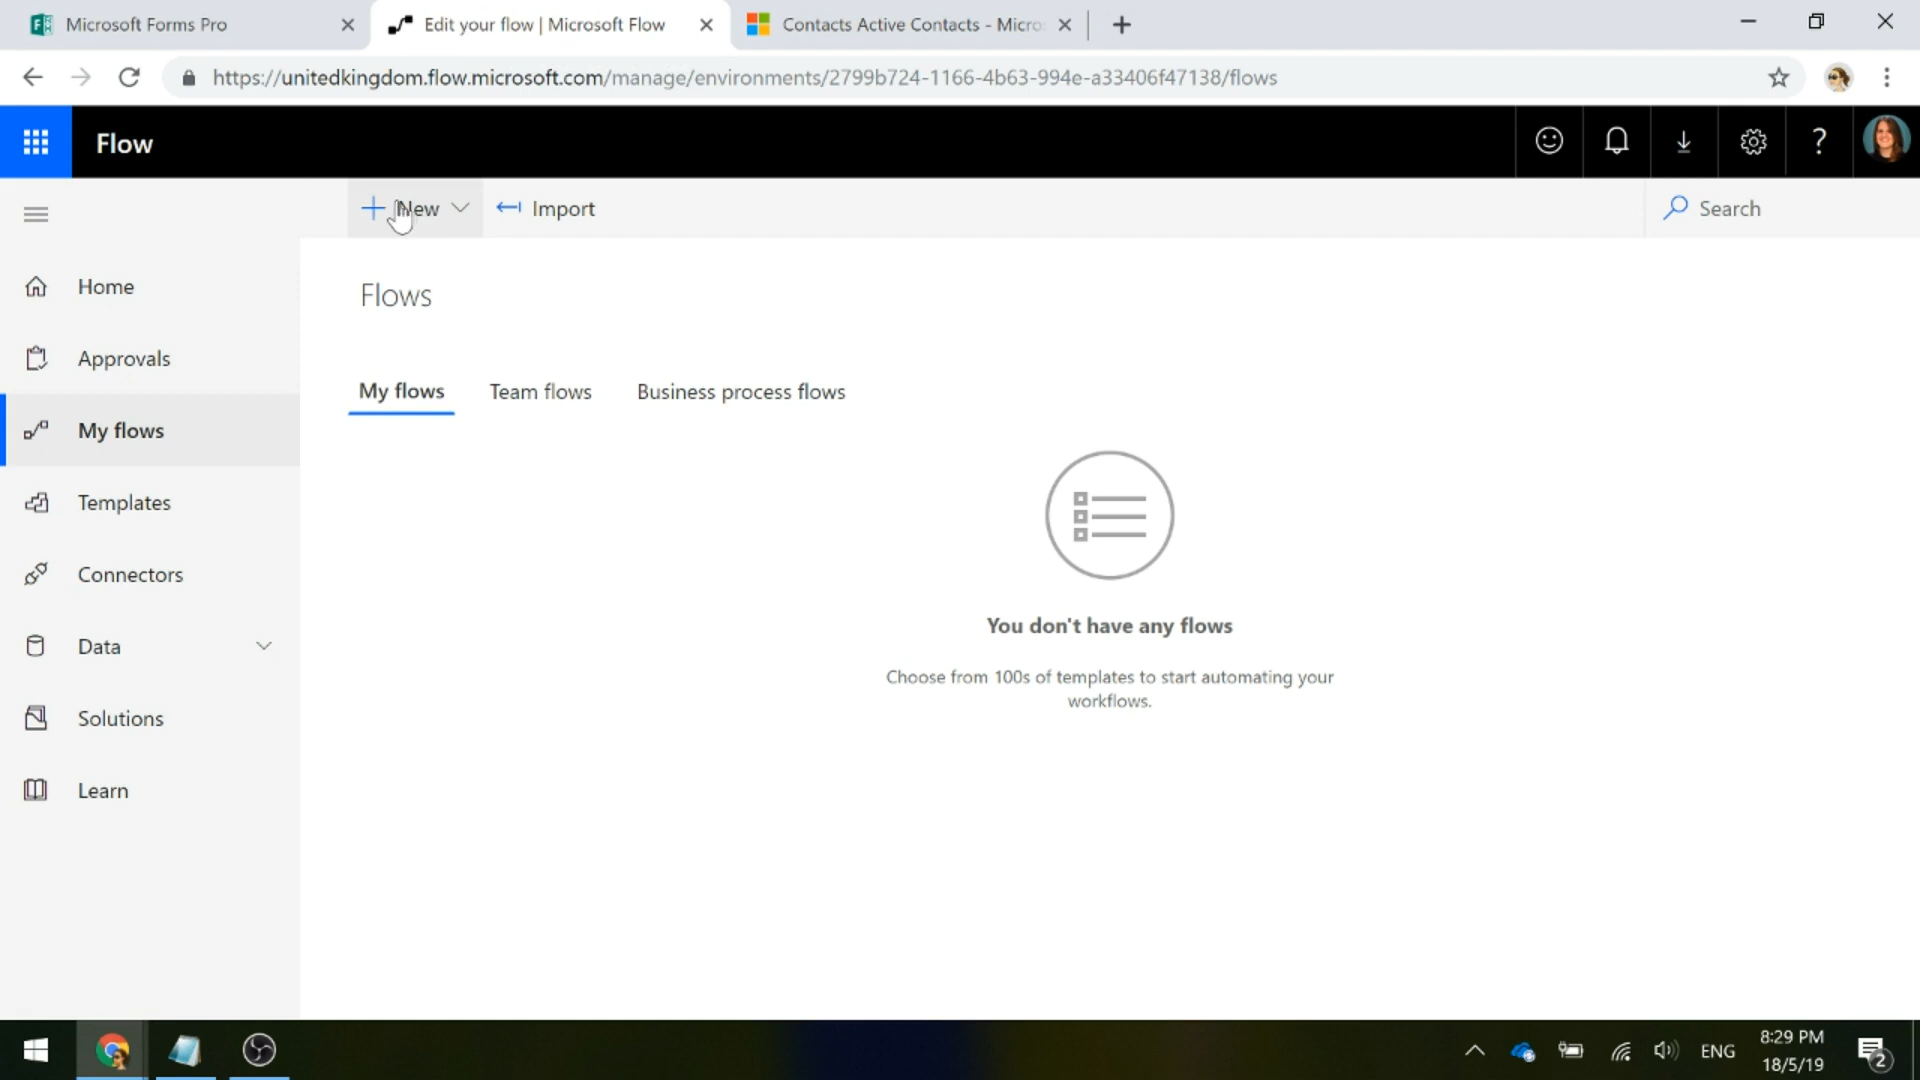 Microsoft Forms Pro
Edit your flow | Microsoft Flow
Contacts Active Contacts - Micro
https://unitedkingdom.flow.microsoft.com/manage/environments/2799b724-1166-4b63-994e-a33406f47138/flows
Flow
?
New
Import
Search
Home
Approvals
My flows
Templates
Connectors
Data
Solutions
Learn
Flows
My flows
Team flows
Business process flows
You don't have any flows
Choose from 100s of templates to start automating your
workflows.
ENG
8:29 PM
18/5/19
2